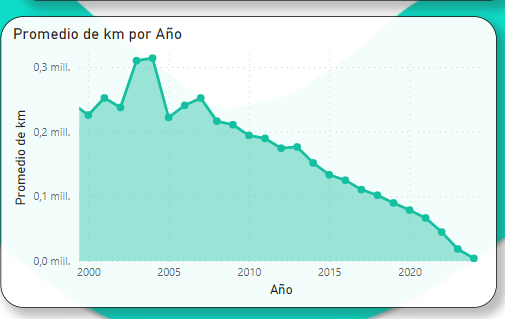 Promedio de km por Año
0,3 mill.
0,2 mill.
0,1 mill.
0,0 mill.
Promedio de km
2000 2005 2010 2015 2020
Año